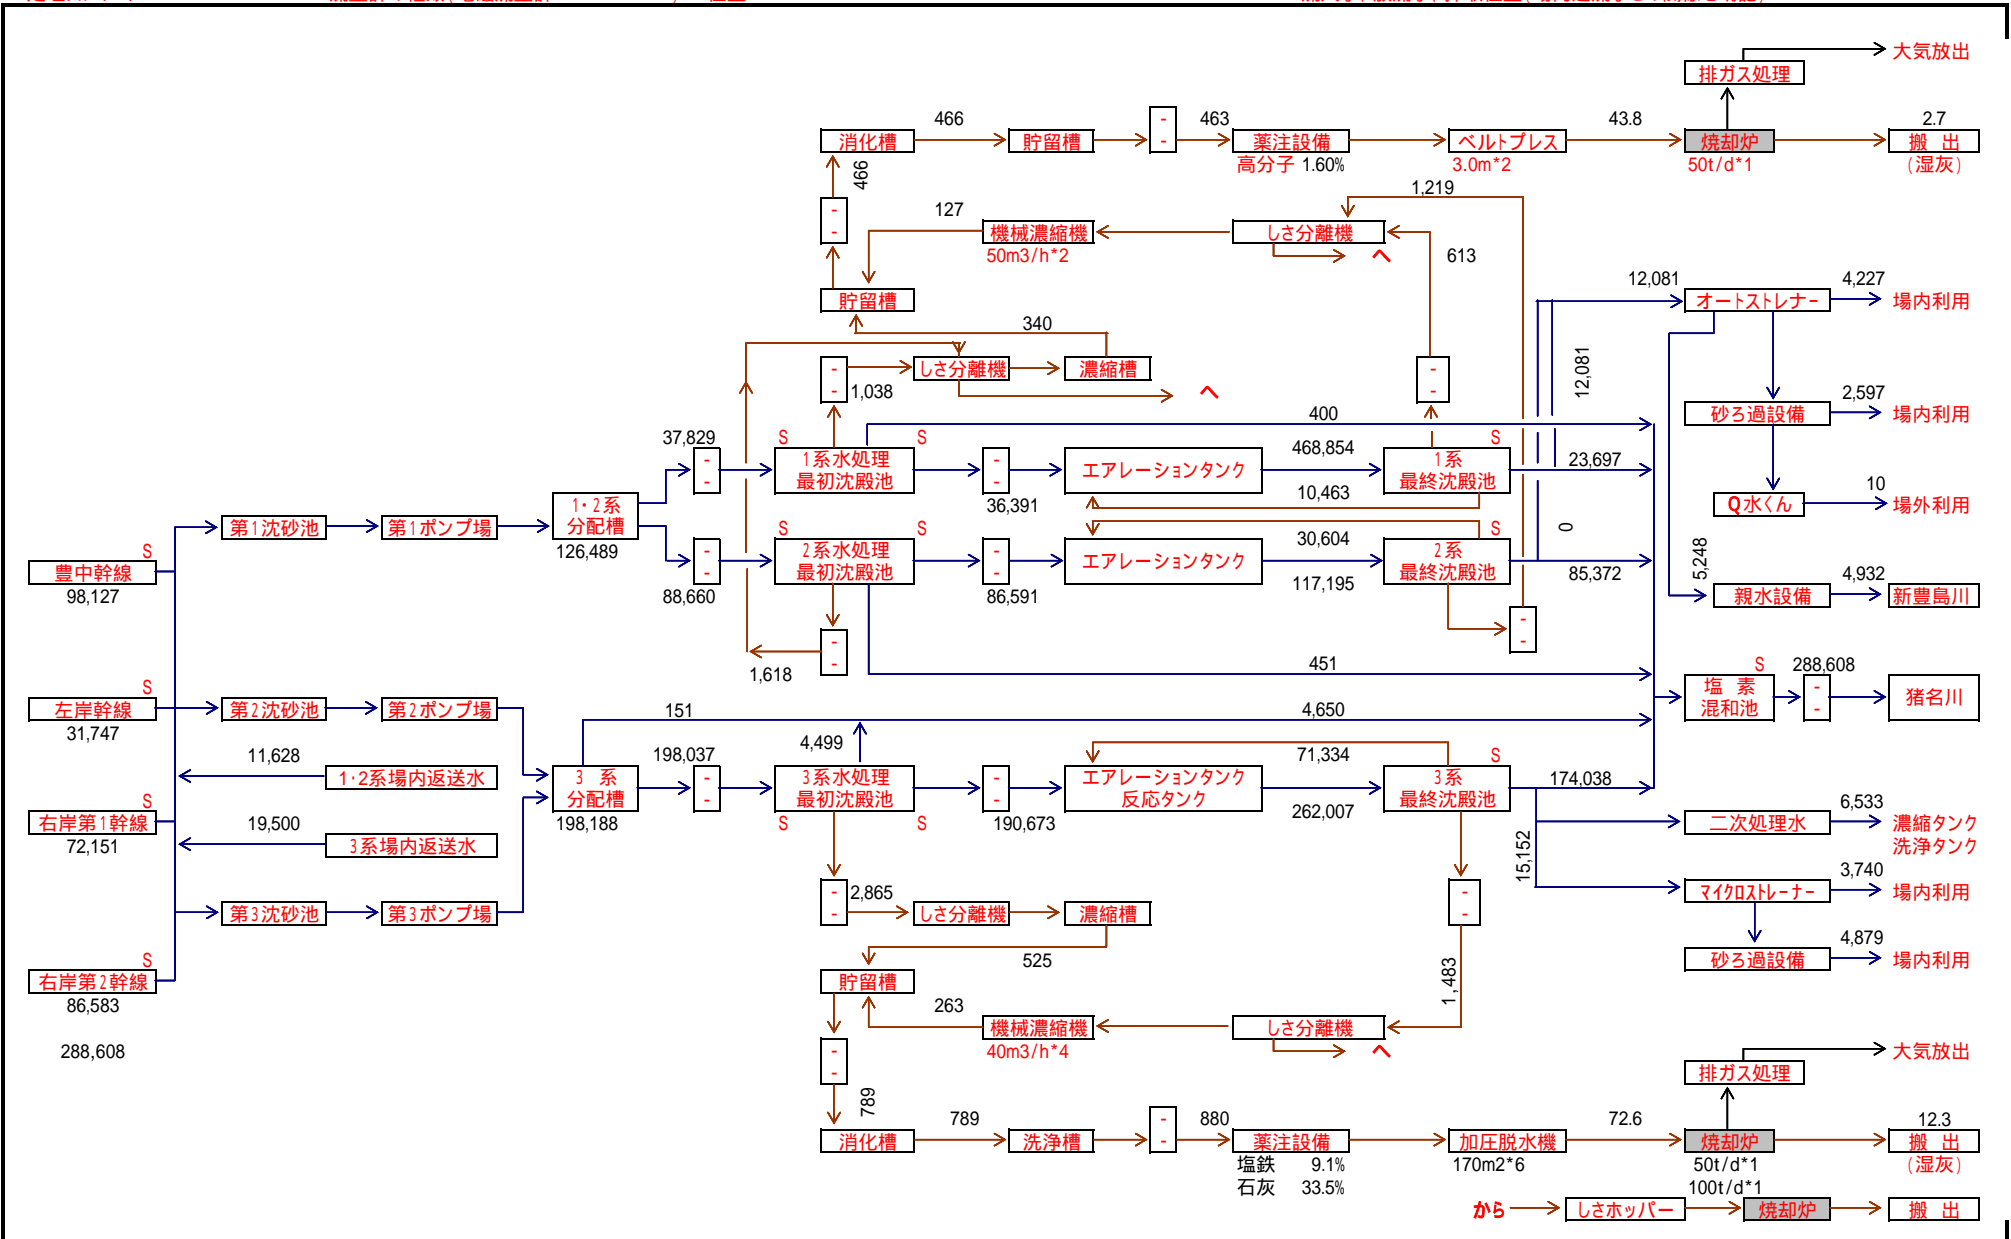 大気放出
排ガス処理
消化槽
466
貯留槽
-
-
463
薬注設備
高分子 1.60%
ベルトプレス
3.0m*2
43.8
焼却炉
50t/d*1
2.7
搬 出
(湿灰)
466
-
-
127
機械濃縮機
50m3/h*2
しさ分離機
へ
1,219
613
貯留槽
340
-
-
1,038
しさ分離機
濃縮槽
へ
-
-
12,081
12,081
オートストレナー
4,227
場内利用
砂ろ過設備
2,597
場内利用
Q水くん
10
場外利用
5,248
親水設備
4,932
新豊島川
400
37,829
-
-
S
S
1系水処理
最初沈殿池
-
-
36,391
エアレーションタンク
468,854
10,463
S
1系
最終沈殿池
23,697
第1沈砂池
第1ポンプ場
1・2系
分配槽
126,489
-
-
88,660
S
S
2系水処理
最初沈殿池
-
-
86,591
エアレーションタンク
30,604
117,195
S
2系
最終沈殿池
0
85,372
-
-
1,618
-
-
451
S
豊中幹線
98,127
S
左岸幹線
31,747
第2沈砂池
第2ポンプ場
11,628
1・2系場内返送水
S
右岸第1幹線
72,151
19,500
3系場内返送水
第3沈砂池
第3ポンプ場
S
右岸第2幹線
86,583
288,608
151
4,650
S
塩 素
混和池
288,608
-
-
猪名川
3 系
分配槽
198,188
198,037
-
-
4,499
3系水処理
最初沈殿池
S
S
-
-
190,673
エアレーションタンク
反応タンク
71,334
262,007
S
3系
最終沈殿池
174,038
15,152
二次処理水
6,533
濃縮タンク
洗浄タンク
マイクロストレーナー
3,740
場内利用
砂ろ過設備
4,879
場内利用
-
-
2,865
しさ分離機
濃縮槽
-
-
525
貯留槽
263
機械濃縮機
40m3/h*4
しさ分離機
へ
1,483
-
-
789
消化槽
789
洗浄槽
-
-
880
薬注設備
塩鉄 9.1%
石灰 33.5%
加圧脱水機
170m2*6
72.6
大気放出
排ガス処理
焼却炉
50t/d*1
100t/d*1
12.3
搬 出
(湿灰)
から
しさホッパー
焼却炉
搬 出